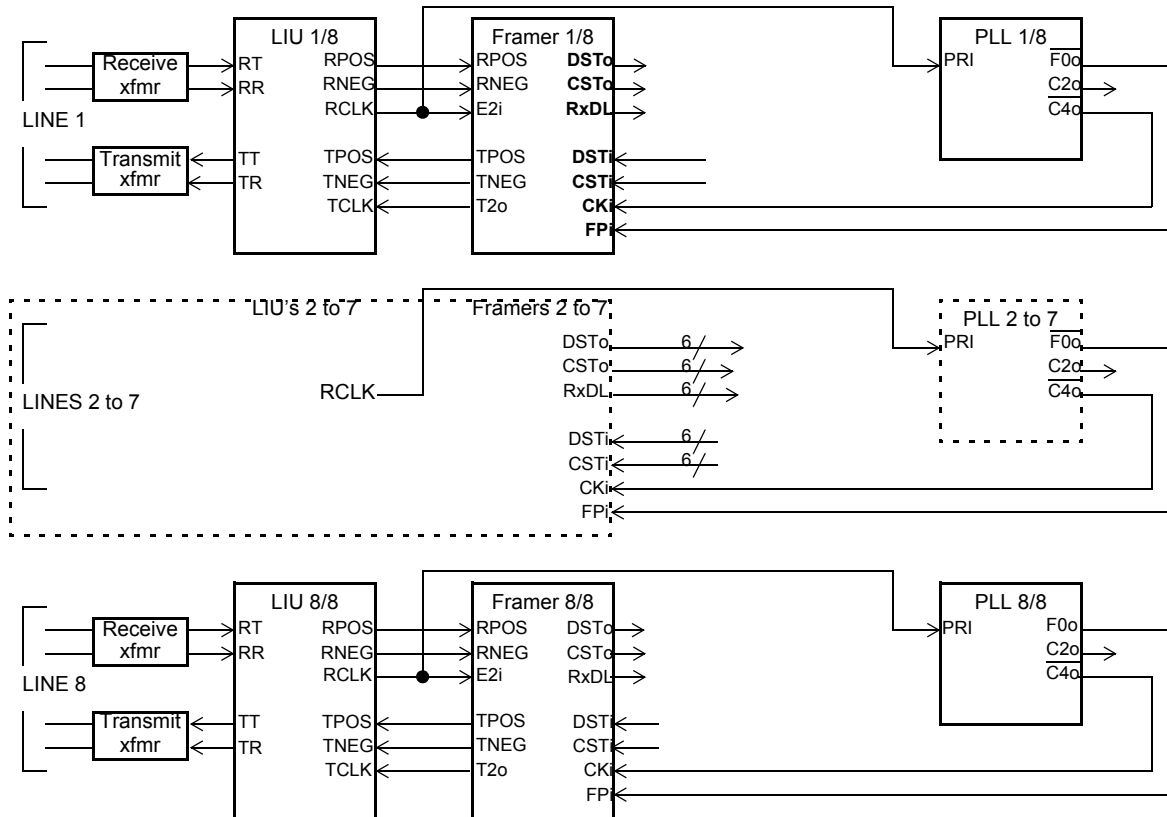 LIU 1/8 Framer 1/8 PLL 1/8
Receive xfmr
RT RPOS RPOS DSTo PRI F0o
RR RNEG RNEG CSTo C2o
RCLK E2i RxDL C4o
LINE 1
Transmit xfmr
TT TPOS TPOS DSTi
TR TNEG TNEG CSTi
TCLK T2o CKi
FPi
LIU's 2 to 7 Framers 2 to 7 PLL 2 to 7
DSTo 6 PRI F0o
CSTo 6 C2o
LINES 2 to 7 RCLK RxDL 6 C4o
DSTi 6
CSTi 6
CKi
FPi
LIU 8/8 Framer 8/8 PLL 8/8
Receive xfmr
RT RPOS RPOS DSTo PRI F0o
RR RNEG RNEG CSTo C2o
RCLK E2i RxDL C4o
LINE 8
Transmit xfmr
TT TPOS TPOS DSTi
TR TNEG TNEG CSTi
TCLK T2o CKi
FPi